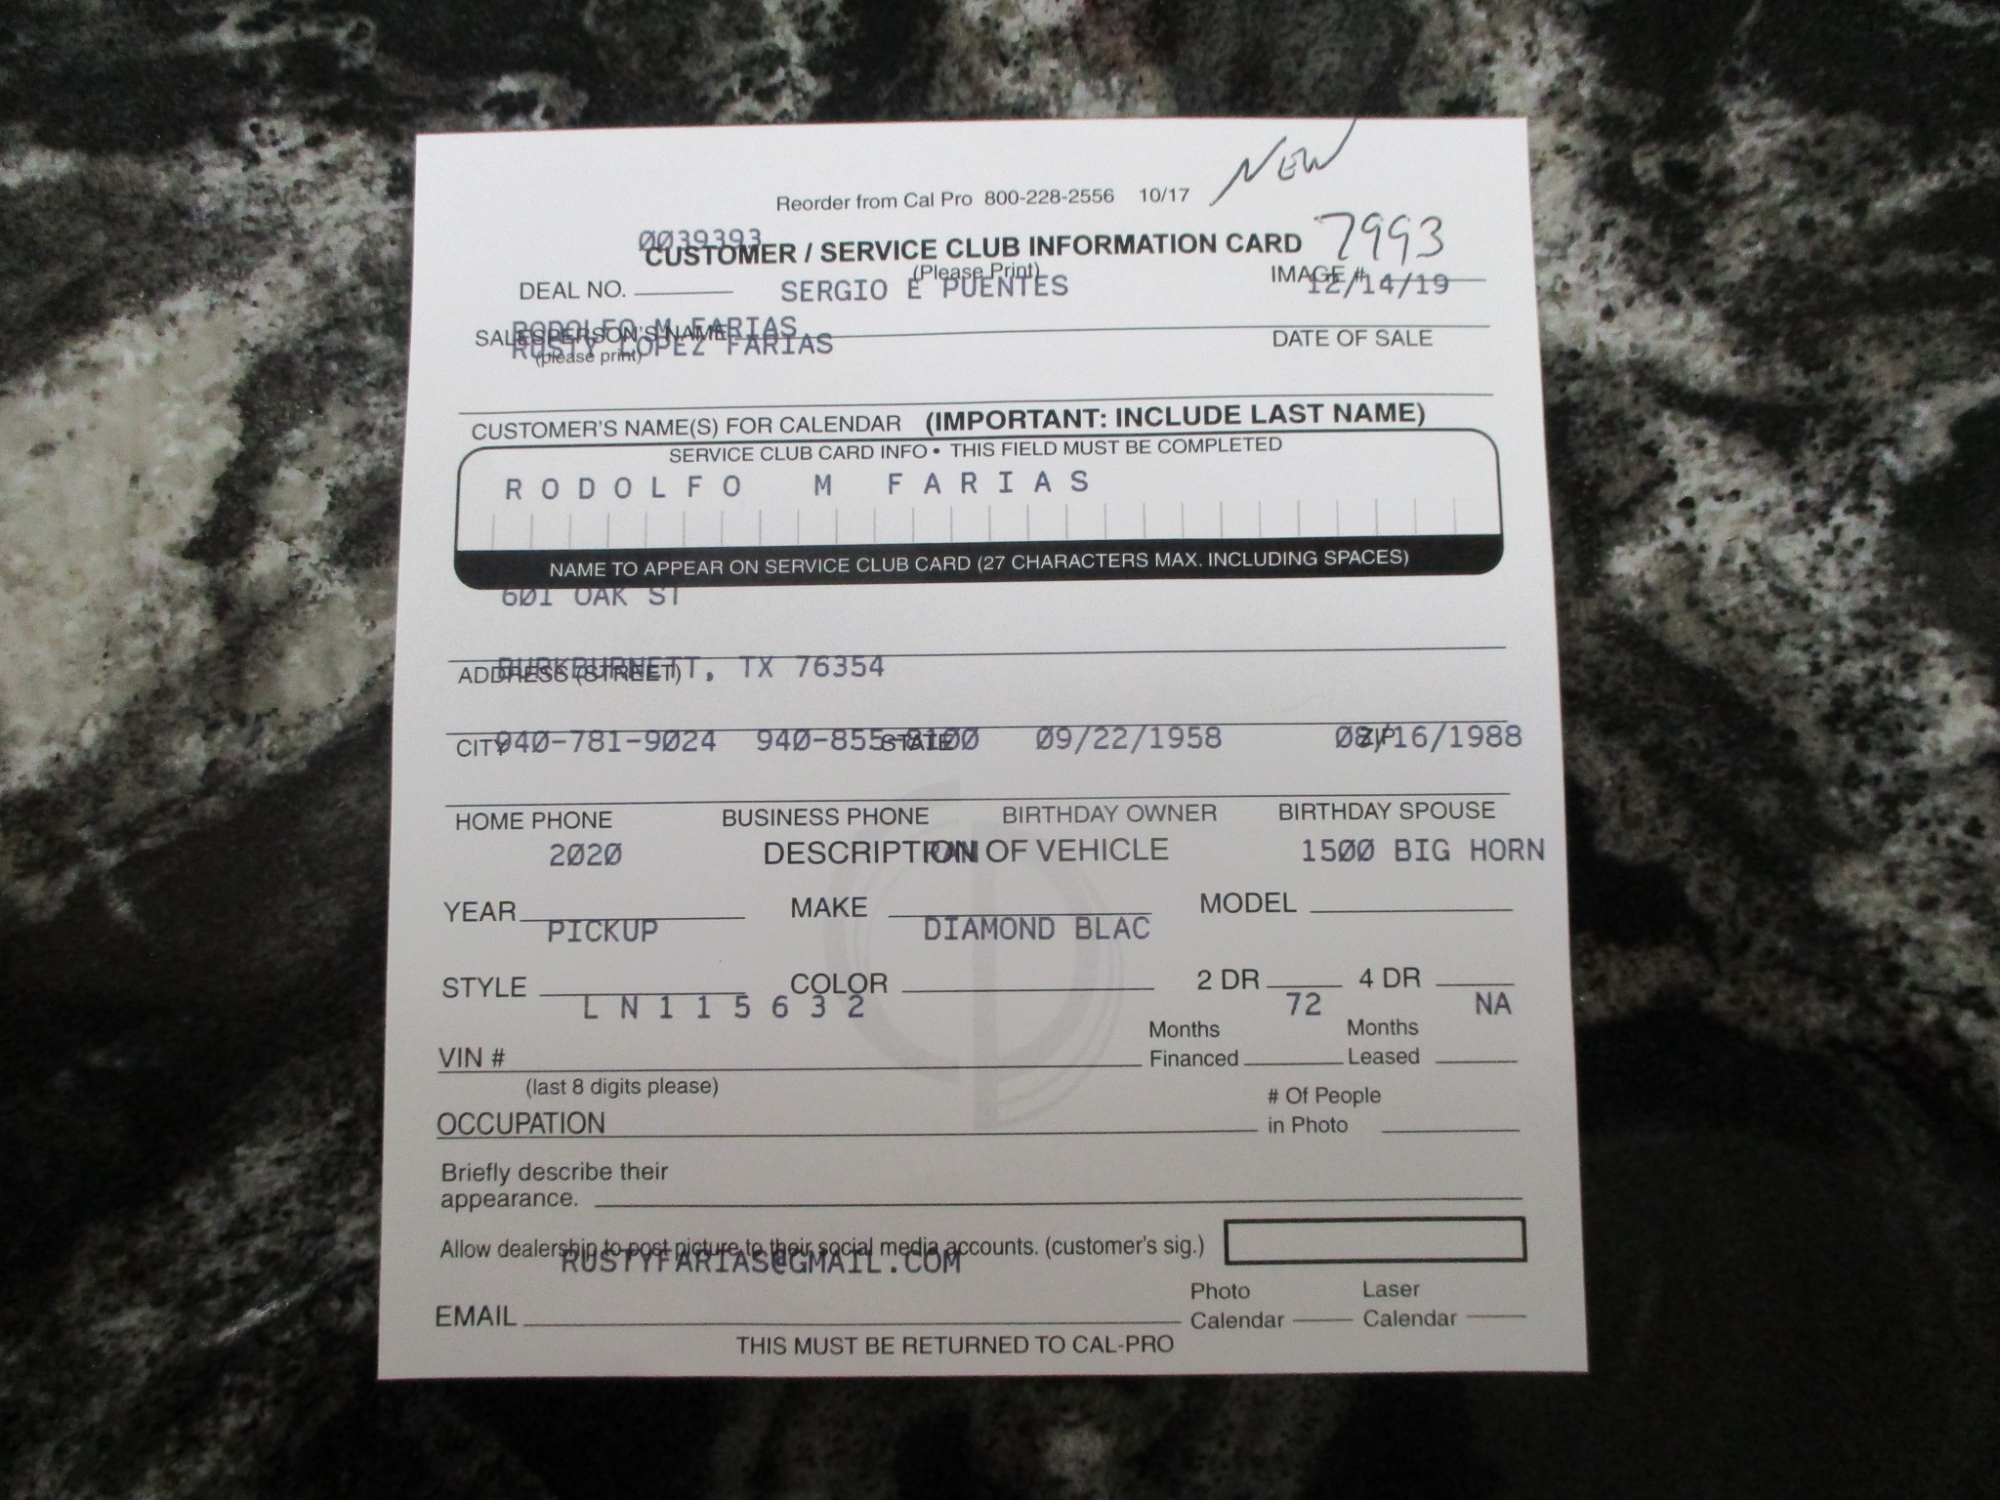 NEW
Reorder from Cal Pro 800-228-2556 10/17
0039393
CUSTOMER / SERVICE CLUB INFORMATION CARD 7993
(Please Print)
DEAL NO. SERGIO E PUENTES IMAGE # 12/14/19
RODOLFO M FARIAS
SALESPERSON'S NAME DATE OF SALE
RUSTY LOPEZ FARIAS
(please print)
CUSTOMER'S NAME(S) FOR CALENDAR (IMPORTANT: INCLUDE LAST NAME)
SERVICE CLUB CARD INFO • THIS FIELD MUST BE COMPLETED
RODOLFO M FARIAS
NAME TO APPEAR ON SERVICE CLUB CARD (27 CHARACTERS MAX. INCLUDING SPACES)
601 OAK ST
BURKBURNETT, TX 76354
ADDRESS (STREET)
940-781-9024 940-855-8100 09/22/1958 08/16/1988
CITY STATE ZIP
HOME PHONE BUSINESS PHONE BIRTHDAY OWNER BIRTHDAY SPOUSE
2020 DESCRIPTION OF VEHICLE RAM 1500 BIG HORN
YEAR MAKE MODEL
PICKUP DIAMOND BLAC
STYLE COLOR 2 DR 4 DR
LN115632 72 NA
Months Months
VIN # Financed Leased
(last 8 digits please)
# Of People
OCCUPATION in Photo
Briefly describe their
appearance.
Allow dealership to post picture to their social media accounts. (customer's sig.)
RUSTYFARIAS@GMAIL.COM
Photo Laser
EMAIL Calendar Calendar
THIS MUST BE RETURNED TO CAL-PRO